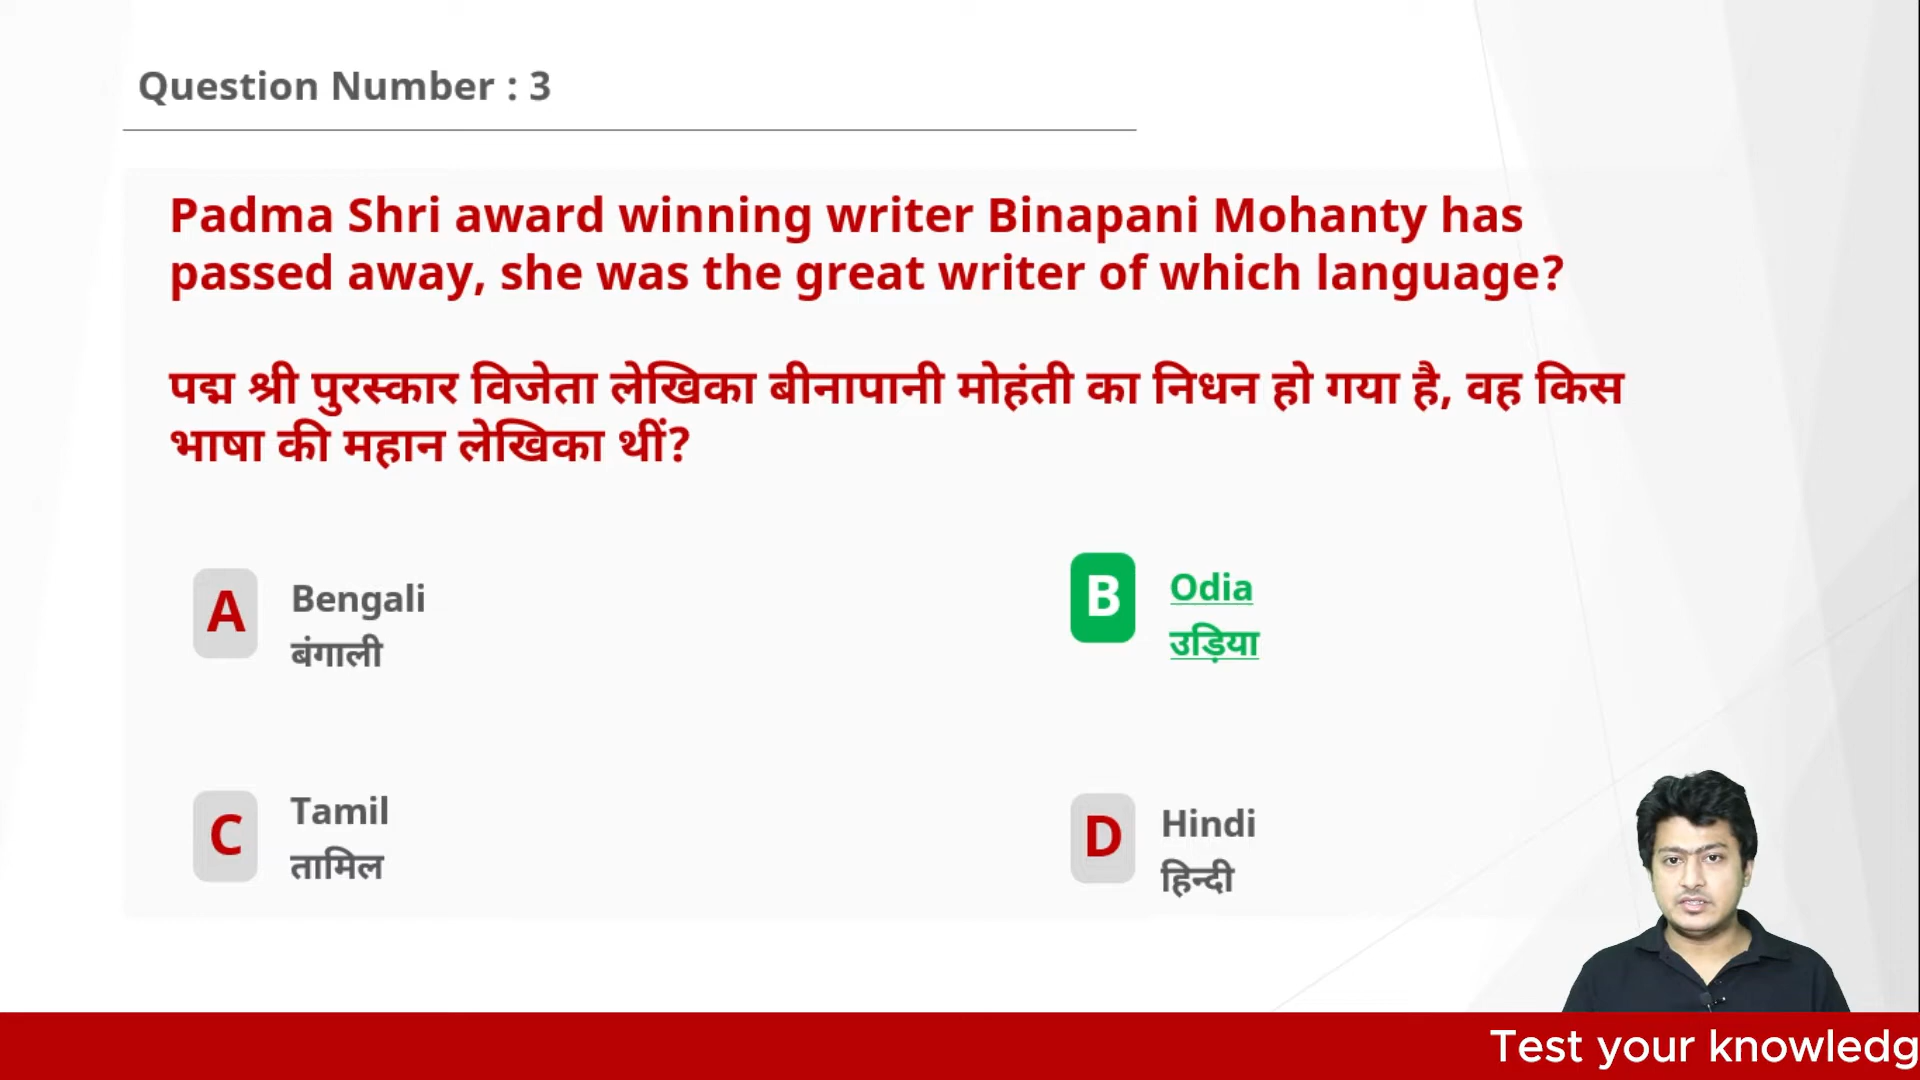 Question Number : 3
Padma Shri award winning writer Binapani Mohanty has
passed away, she was the great writer of which language?
पद्म श्री पुरस्कार विजेता लेखिका बीनापानी मोहंती का निधन हो गया है, वह किस
भाषा की महान लेखिका थीं?
A
Bengali
बंगाली
B
Odia
उड़िया
C
Tamil
तामिल
D
Hindi
हिन्दी
Test your knowledg